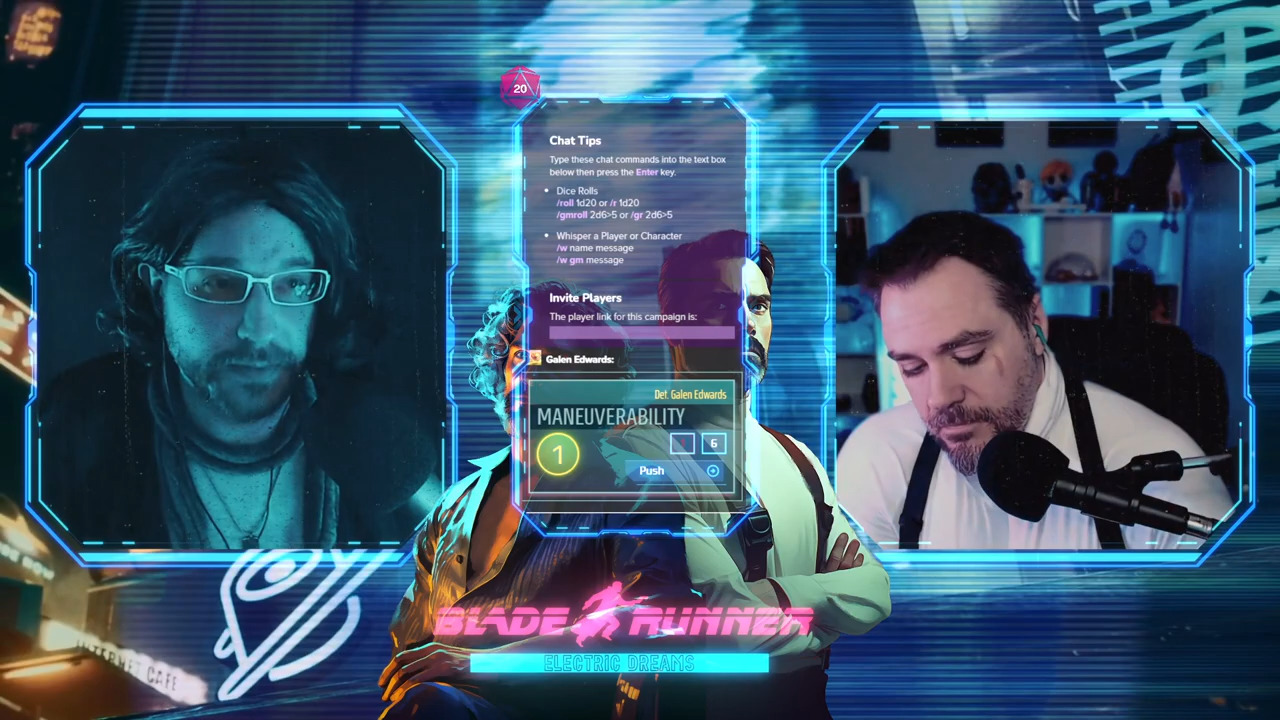 20
Chat Tips
Type these chat commands into the text box
below then press the Enter key.
Dice Rolls
/roll 1d20 or /r 1d20
/gmroll 2d6>5 or /gr 2d6>5
Whisper a Player or Character
/w name message
/w gm message
Invite Players
The player link for this campaign is:
Galen Edwards:
Det. Galen Edwards
MANEUVERABILITY
1
6
Push
BLADE RUNNER
ELECTRIC DREAMS
INTERNET CAFE